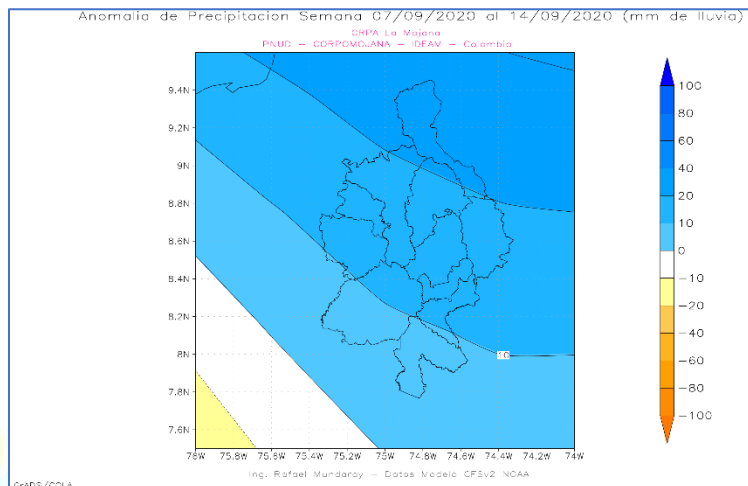 Anomalia de Precipitacion Semana 07/09/2020 al 14/09/2020 (mm de lluvia)
CRPA La Mojana
PNUD – CORPOMOJANA – IDEAM – Colombia
9.4N
9.2N
9N
8.8N
8.6N
8.4N
8.2N
8N
7.8N
7.6N
10
76W 75.8W 75.6W 75.4W 75.2W 75W 74.8W 74.6W 74.4W 74.2W 74W
100
80
60
40
20
10
0
−10
−20
−40
−60
−80
−100
Ing. Rafael Mundaray – Datos Modelo CFSv2 NOAA
GrADS/COLA